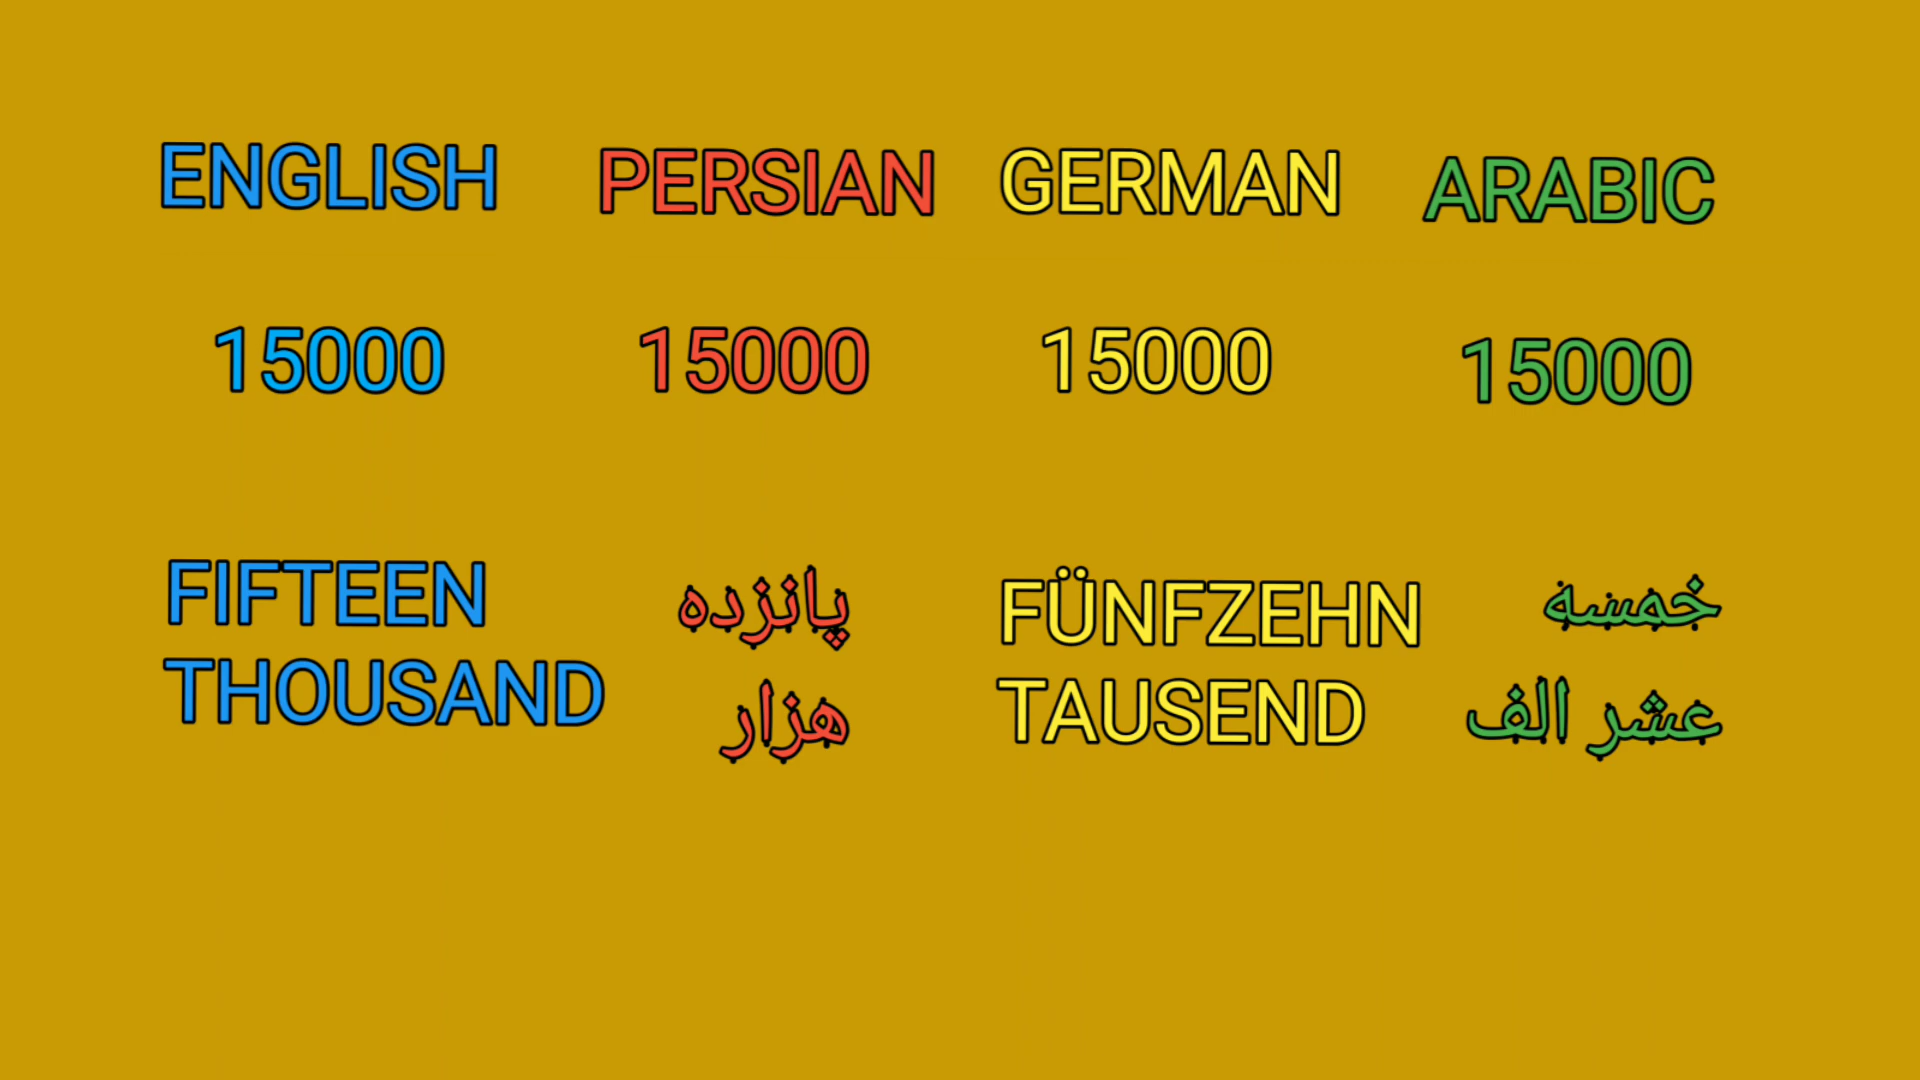 ENGLISH PERSIAN GERMAN ARABIC
15000 15000 15000 15000
FIFTEEN
THOUSAND
پانزده
هزار
FÜNFZEHN
TAUSEND
خمسه
عشر الف